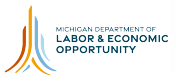 MICHIGAN DEPARTMENT OF
LABOR & ECONOMIC
OPPORTUNITY